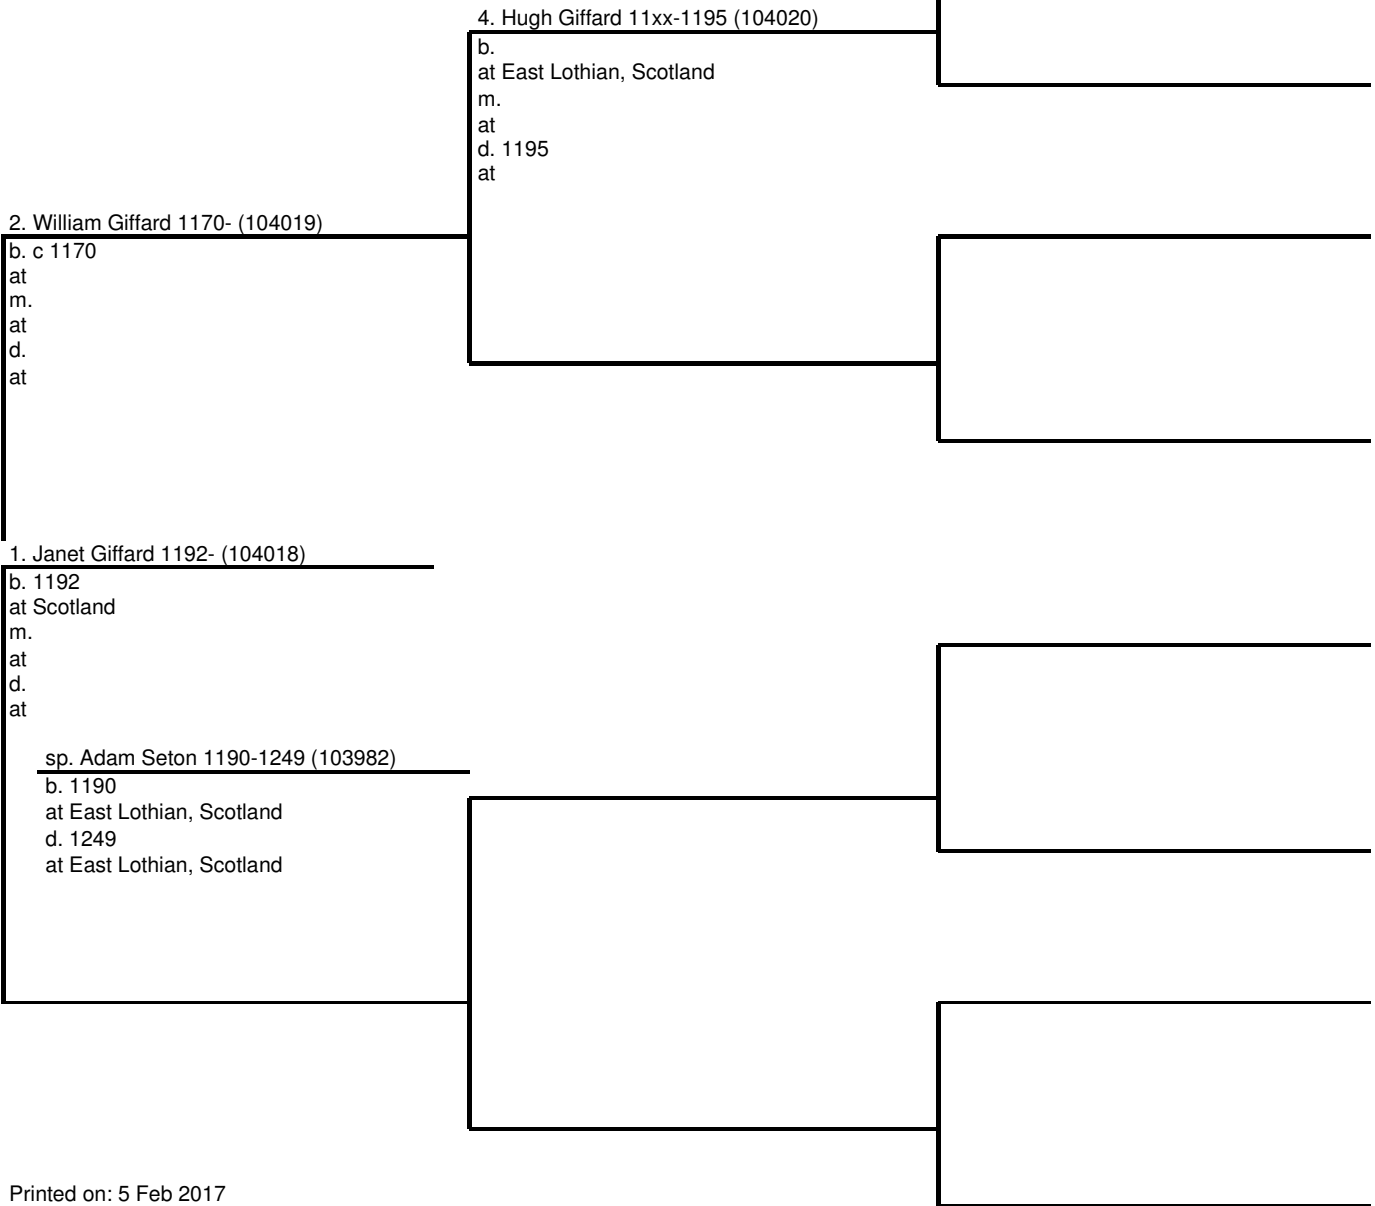 4. Hugh Giffard 11xx-1195 (104020)
b.
at East Lothian, Scotland
m.
at
d. 1195
at
2. William Giffard 1170- (104019)
b. c 1170
at
m.
at
d.
at
1. Janet Giffard 1192- (104018)
b. 1192
at Scotland
m.
at
d.
at
sp. Adam Seton 1190-1249 (103982)
b. 1190
at East Lothian, Scotland
d. 1249
at East Lothian, Scotland
Printed on: 5 Feb 2017